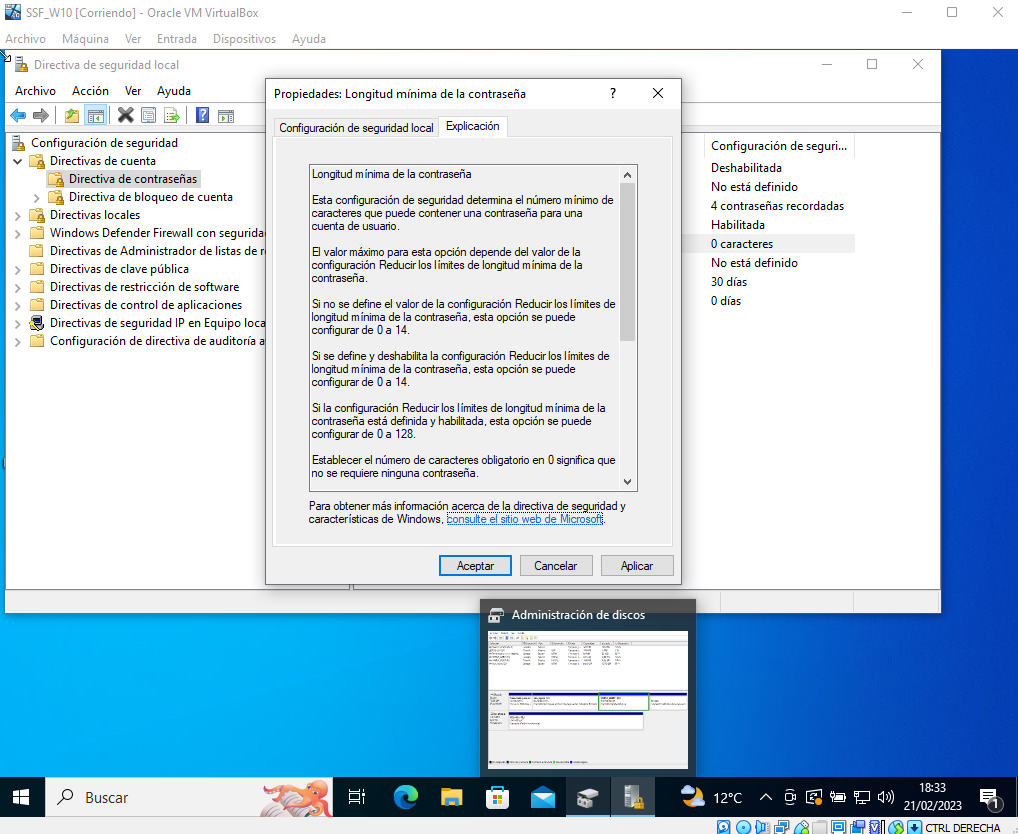 SSF_W10 [Corriendo] - Oracle VM VirtualBox
Archivo Máquina Ver Entrada Dispositivos Ayuda
Directiva de seguridad local
Archivo Acción Ver Ayuda
Configuración de seguridad
Directivas de cuenta
Directiva de contraseñas
Directiva de bloqueo de cuenta
Directivas locales
Windows Defender Firewall con segurida
Directivas de Administrador de listas de r
Directivas de clave pública
Directivas de restricción de software
Directivas de control de aplicaciones
Directivas de seguridad IP en Equipo loca
Configuración de directiva de auditoría a
Propiedades: Longitud mínima de la contraseña
?
Configuración de seguridad local Explicación
Longitud mínima de la contraseña
Esta configuración de seguridad determina el número mínimo de
caracteres que puede contener una contraseña para una
cuenta de usuario.
El valor máximo para esta opción depende del valor de la
configuración Reducir los límites de longitud mínima de la
contraseña.
Si no se define el valor de la configuración Reducir los límites de
longitud mínima de la contraseña, esta opción se puede
configurar de 0 a 14.
Si se define y deshabilita la configuración Reducir los límites de
longitud mínima de la contraseña, esta opción se puede
configurar de 0 a 14.
Si la configuración Reducir los límites de longitud mínima de la
contraseña está definida y habilitada, esta opción se puede
configurar de 0 a 128.
Establecer el número de caracteres obligatorio en 0 significa que
no se requiere ninguna contraseña.
Para obtener más información acerca de la directiva de seguridad y
características de Windows, consulte el sitio web de Microsoft.
Aceptar Cancelar Aplicar
Configuración de seguri...
Deshabilitada
No está definido
4 contraseñas recordadas
Habilitada
0 caracteres
No está definido
30 días
0 días
Administración de discos
Buscar
12°C
18:33
21/02/2023
1
CTRL DERECHA